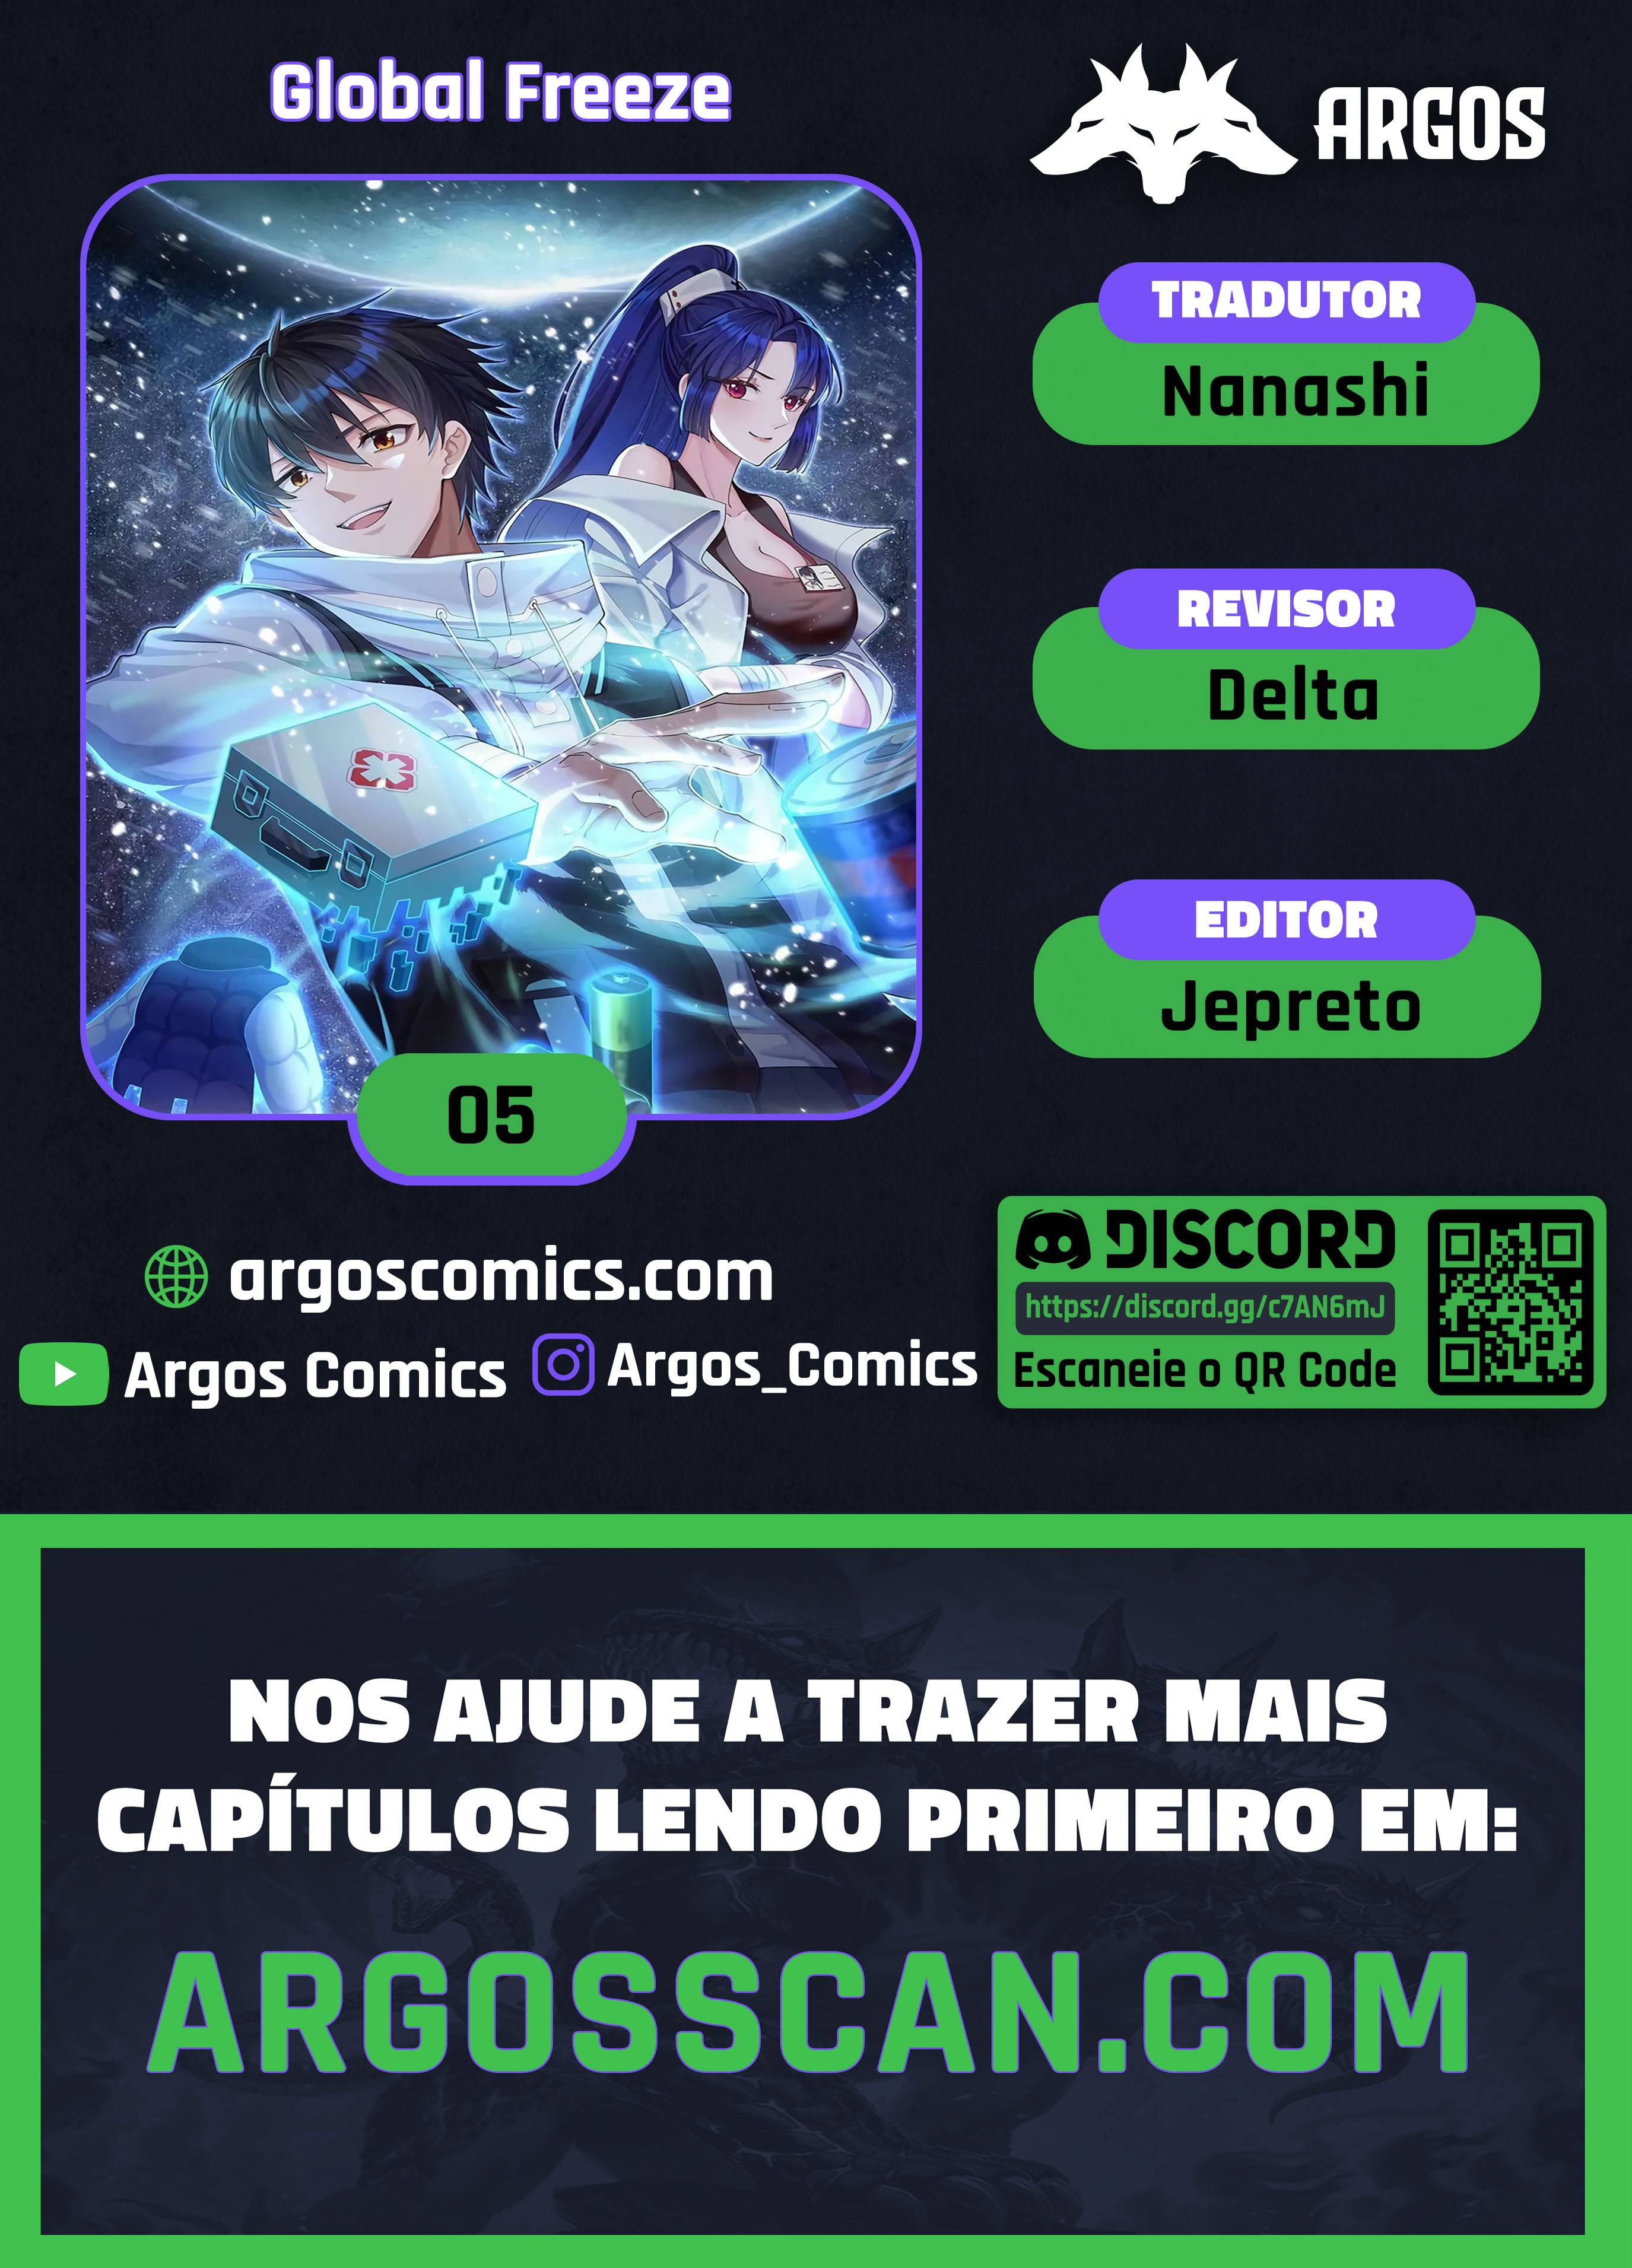 Global Freeze
ARGOS
TRADUTOR
Nanashi
REVISOR
Delta
EDITOR
Jepreto
05
argoscomics.com
Argos Comics
Argos_Comics
DISCORD
https://discord.gg/c7AN6mJ
Escaneie o QR Code
NOS AJUDE A TRAZER MAIS
CAPÍTULOS LENDO PRIMEIRO EM:
ARGOSSCAN.COM